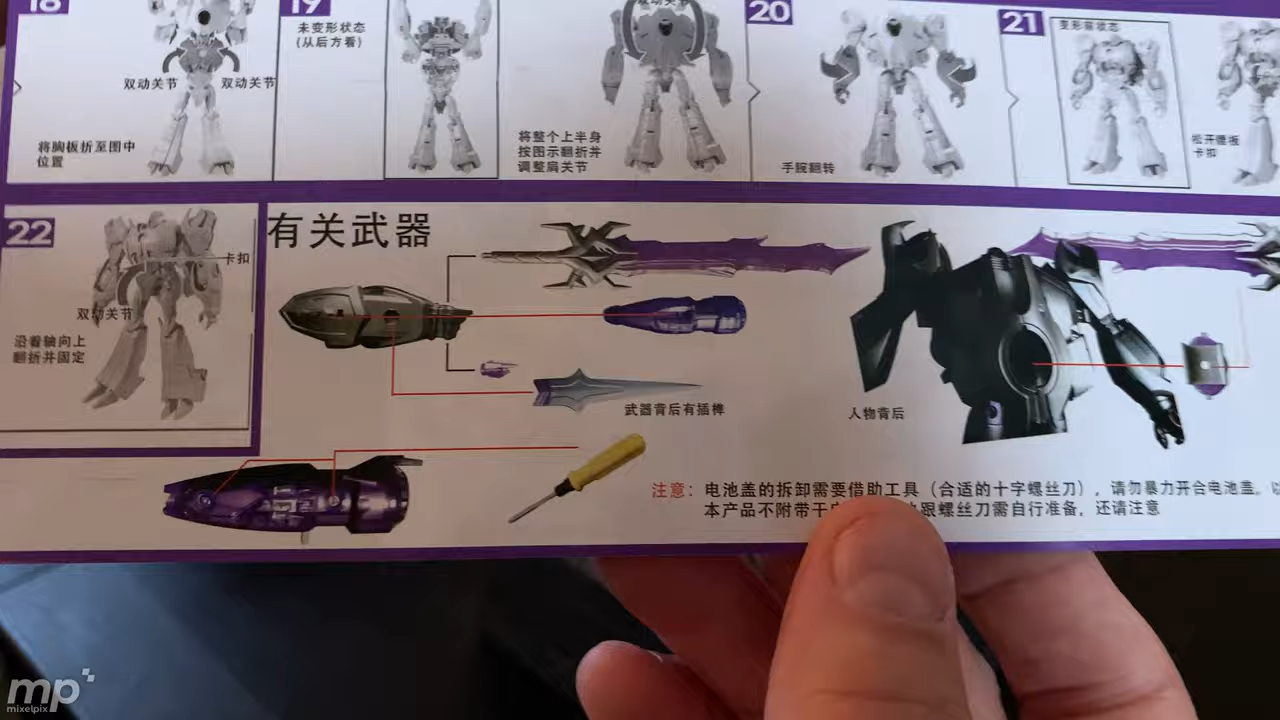 18
双动关节
双动关节
将胸板折至图中
位置
19
未变形状态
(从后方看)
双动关节
将整个上半身
按图示翻折并
调整肩关节
20
手腕翻转
21
变形前状态
松开腰板
卡扣
22
卡扣
双动关节
沿着轴向上
翻折并固定
有关武器
武器背后有插榫
人物背后
注意：电池盖的拆卸需要借助工具（合适的十字螺丝刀），请勿暴力开合电池盖。
本产品不附带干 跟螺丝刀需自行准备，还请注意
mp
mixelpix